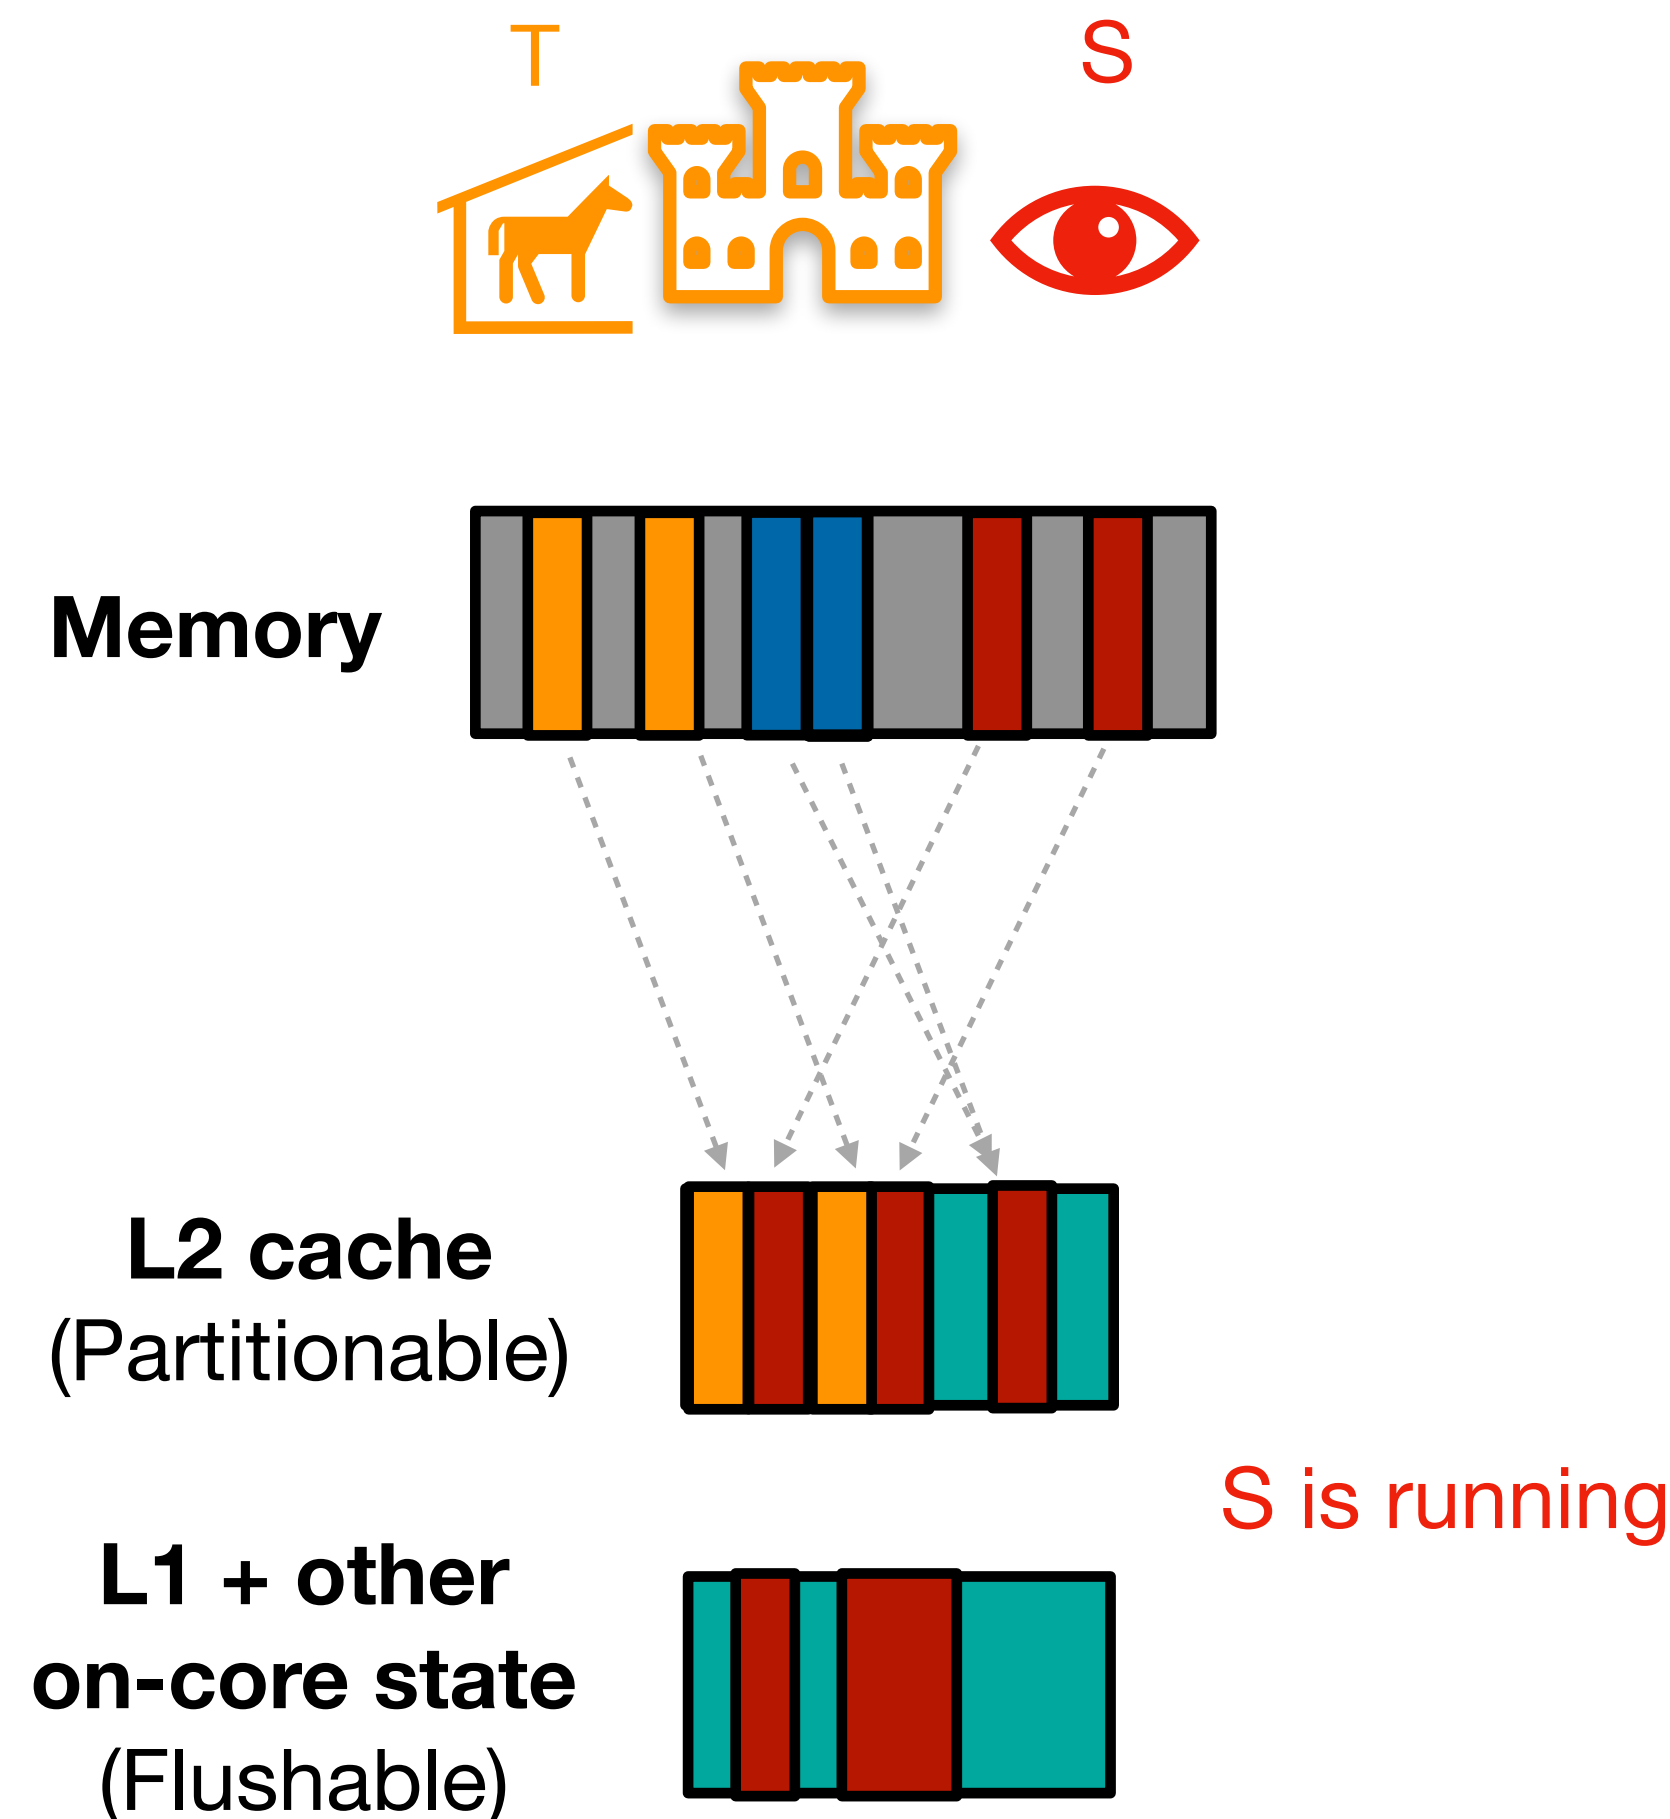 T
S
Memory
L2 cache
(Partitionable)
S is running
L1 + other
on-core state
(Flushable)